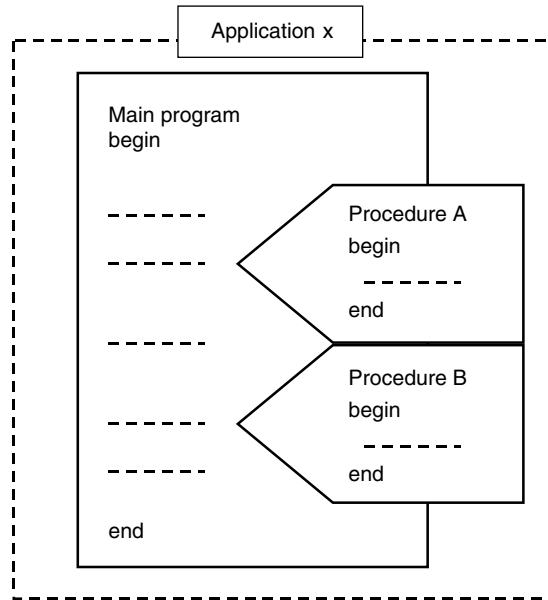 Application x
Main program
begin
Procedure A
begin
end
Procedure B
begin
end
end